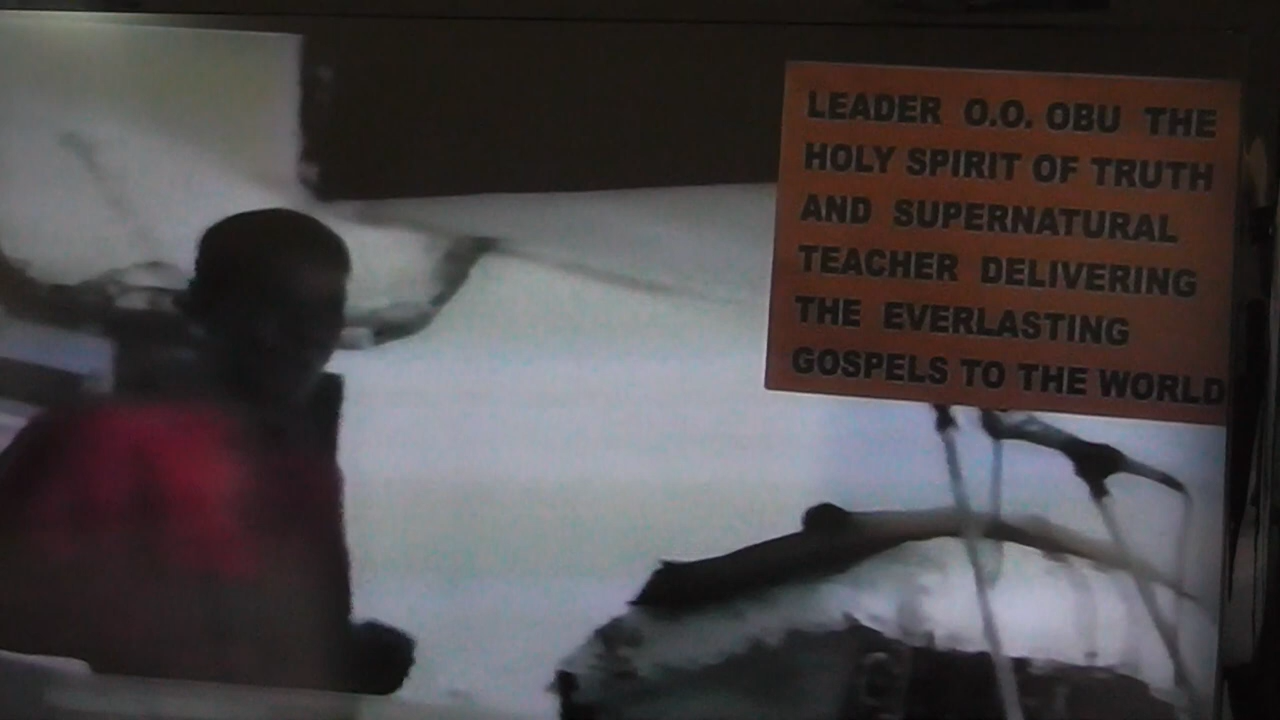 LEADER O.O. OBU THE
HOLY SPIRIT OF TRUTH
AND SUPERNATURAL
TEACHER DELIVERING
THE EVERLASTING
GOSPELS TO THE WORLD